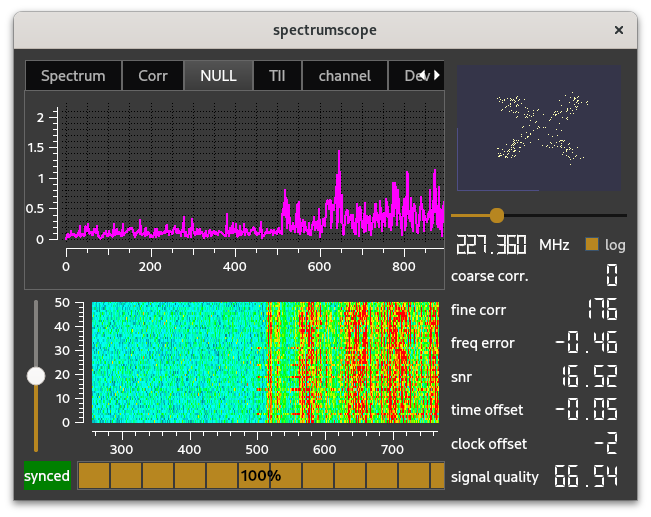 spectrumscope ×
Spectrum Corr NULL TII channel Dev
2
1.5
1
0.5
0
0 200 400 600 800
227.360 MHz log
coarse corr. 0
fine corr 176
freq error -0.46
snr 16.52
time offset -0.05
clock offset -2
signal quality 66.54
50
40
30
20
10
0
300 400 500 600 700
synced 100%